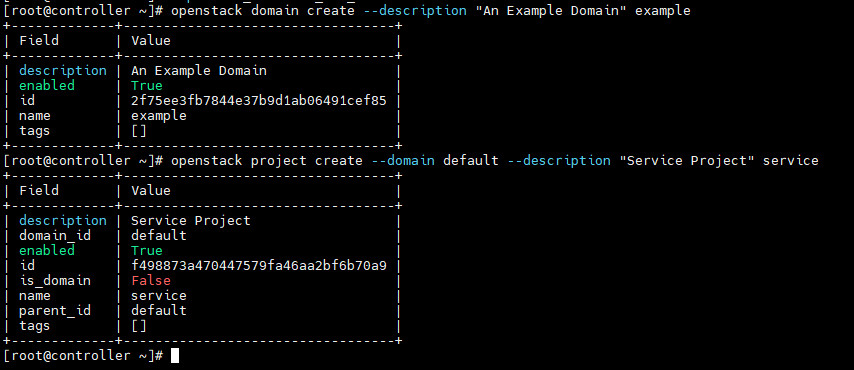 [root@controller ~]# openstack domain create --description "An Example Domain" example
+-------------+----------------------------------+
| Field       | Value                            |
+-------------+----------------------------------+
| description | An Example Domain                |
| enabled     | True                             |
| id          | 2f75ee3fb7844e37b9d1ab06491cef85 |
| name        | example                          |
| tags        | []                               |
+-------------+----------------------------------+
[root@controller ~]# openstack project create --domain default --description "Service Project" service
+-------------+----------------------------------+
| Field       | Value                            |
+-------------+----------------------------------+
| description | Service Project                  |
| domain_id   | default                          |
| enabled     | True                             |
| id          | f498873a470447579fa46aa2bf6b70a9 |
| is_domain   | False                            |
| name        | service                          |
| parent_id   | default                          |
| tags        | []                               |
+-------------+----------------------------------+
[root@controller ~]#